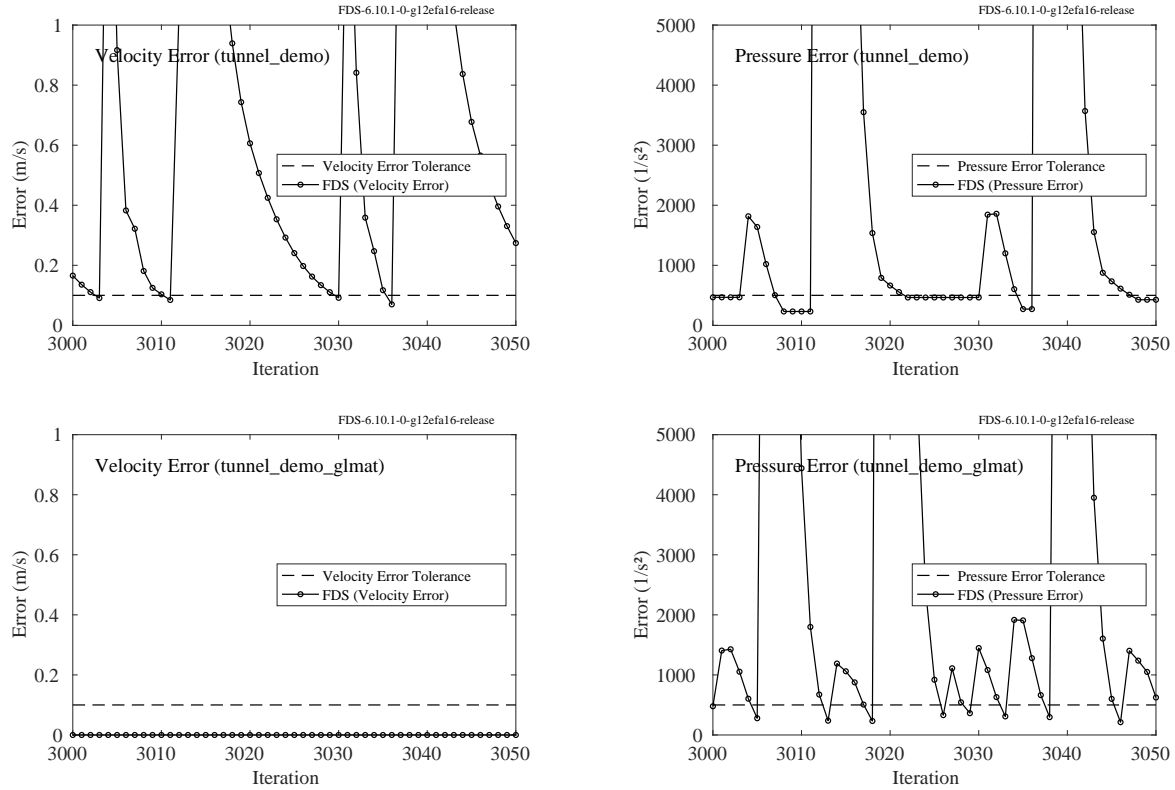 FDS-6.10.1-0-g12efa16-release
Velocity Error (tunnel_demo)
1
0.8
0.6
0.4
0.2
0
Error (m/s)
Velocity Error Tolerance
FDS (Velocity Error)
3000 3010 3020 3030 3040 3050
Iteration
FDS-6.10.1-0-g12efa16-release
Pressure Error (tunnel_demo)
5000
4000
3000
2000
1000
0
Error (1/s²)
Pressure Error Tolerance
FDS (Pressure Error)
3000 3010 3020 3030 3040 3050
Iteration
FDS-6.10.1-0-g12efa16-release
Velocity Error (tunnel_demo_glmat)
1
0.8
0.6
0.4
0.2
0
Error (m/s)
Velocity Error Tolerance
FDS (Velocity Error)
3000 3010 3020 3030 3040 3050
Iteration
FDS-6.10.1-0-g12efa16-release
Pressure Error (tunnel_demo_glmat)
5000
4000
3000
2000
1000
0
Error (1/s²)
Pressure Error Tolerance
FDS (Pressure Error)
3000 3010 3020 3030 3040 3050
Iteration